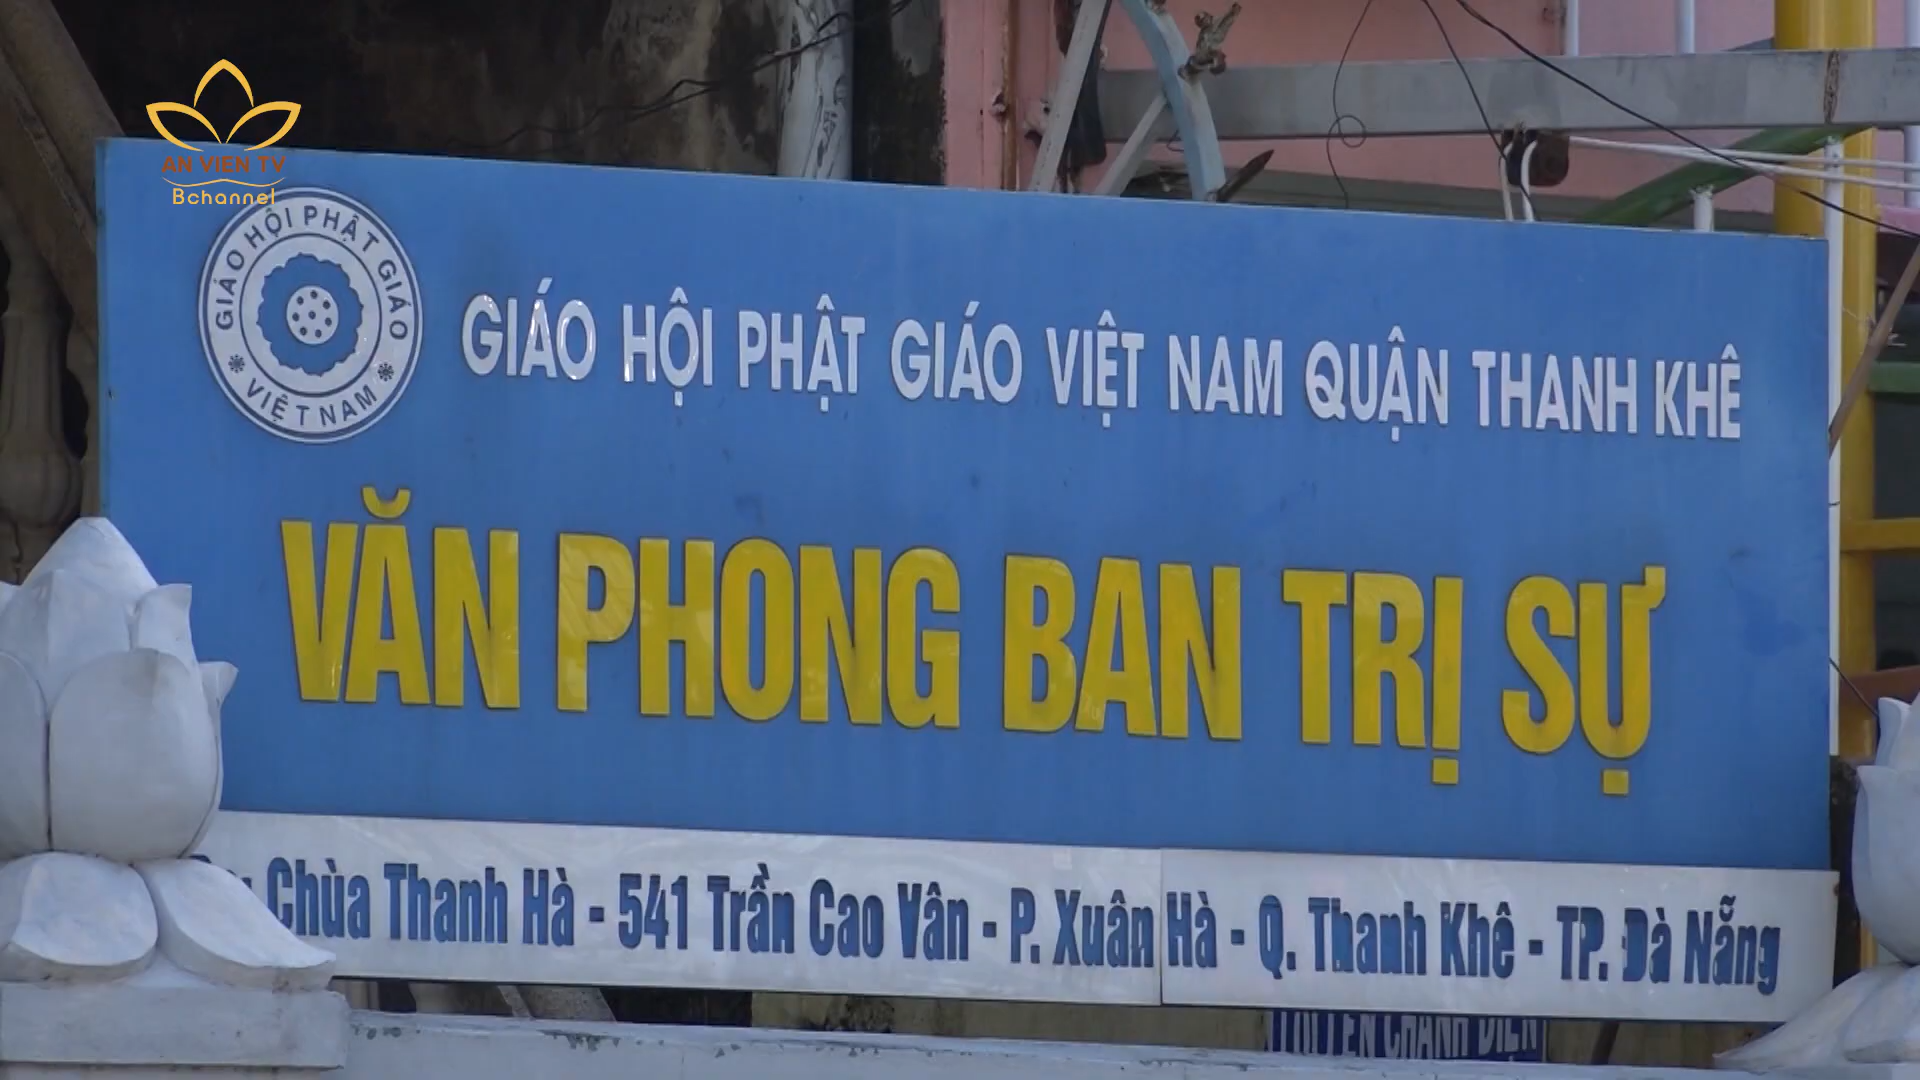 AN VIEN TV
Bchannel
GIÁO HỘI PHẬT GIÁO
VIỆT NAM
GIÁO HỘI PHẬT GIÁO VIỆT NAM QUẬN THANH KHÊ
VĂN PHONG BAN TRỊ SỰ
Chùa Thanh Hà - 541 Trần Cao Vân - P. Xuân Hà - Q. Thanh Khê - TP. Đà Nẵng
CHÁNH ĐIỆN